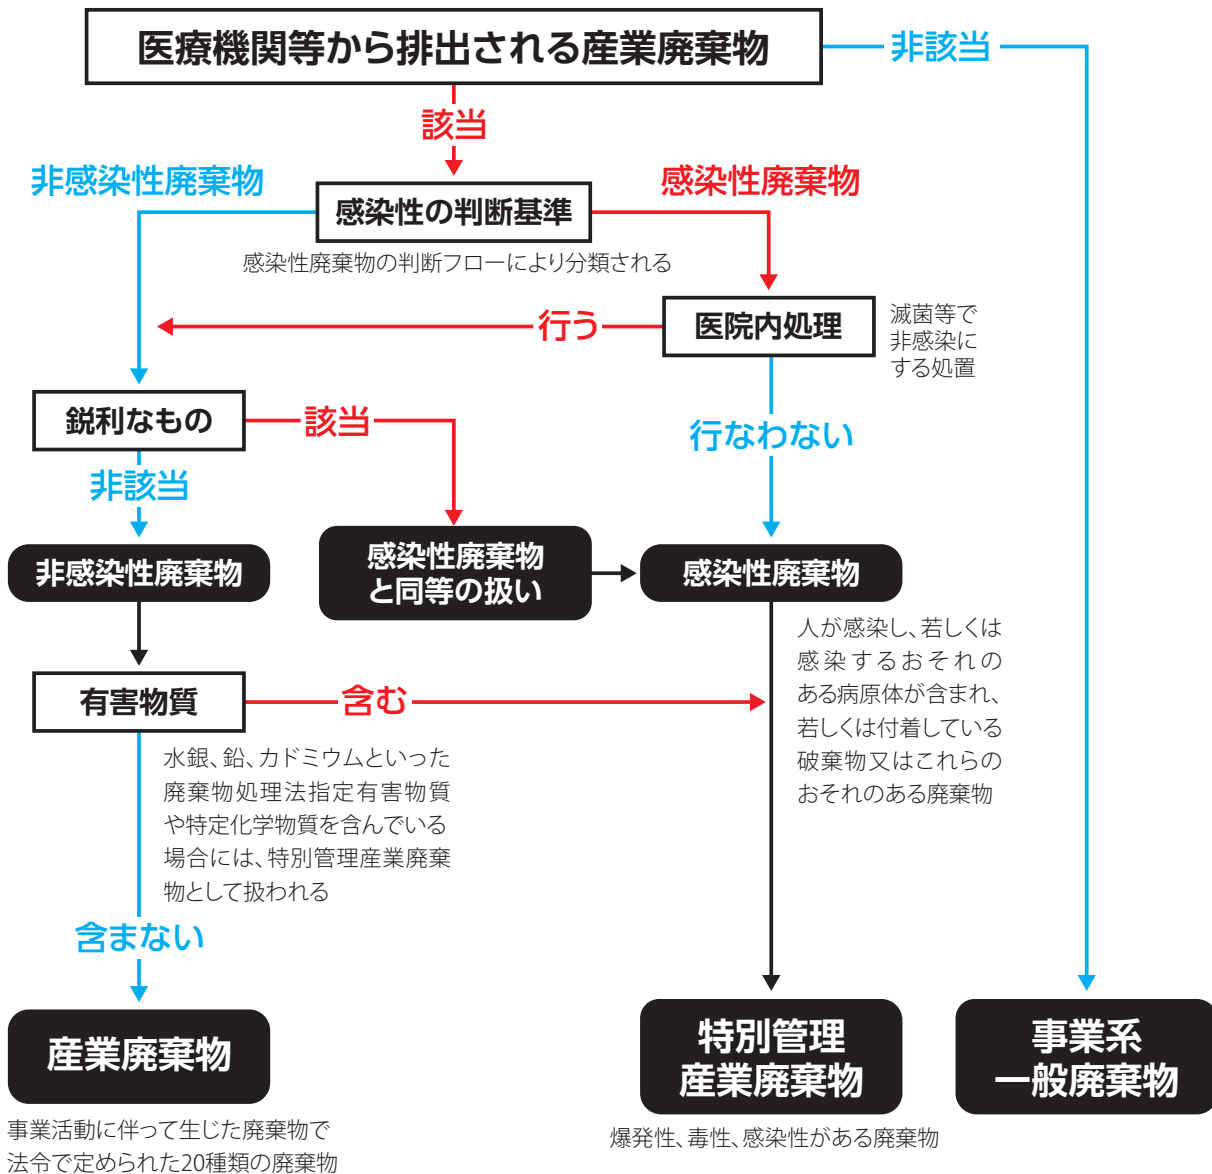 医療機関等から排出される産業廃棄物
非該当
該当
非感染性廃棄物
感染性廃棄物
感染性の判断基準
感染性廃棄物の判断フローにより分類される
行う
医院内処理
滅菌等で
非感染に
する処置
鋭利なもの
該当
行なわない
非該当
非感染性廃棄物
感染性廃棄物
と同等の扱い
感染性廃棄物
人が感染し、若しくは
感染するおそれの
ある病原体が含まれ、
若しくは付着している
破棄物又はこれらの
おそれのある廃棄物
有害物質
含む
水銀、鉛、カドミウムといった
廃棄物処理法指定有害物質
や特定化学物質を含んでいる
場合には、特別管理産業廃棄
物として扱われる
含まない
産業廃棄物
特別管理
産業廃棄物
事業系
一般廃棄物
事業活動に伴って生じた廃棄物で
法令で定められた20種類の廃棄物
爆発性、毒性、感染性がある廃棄物